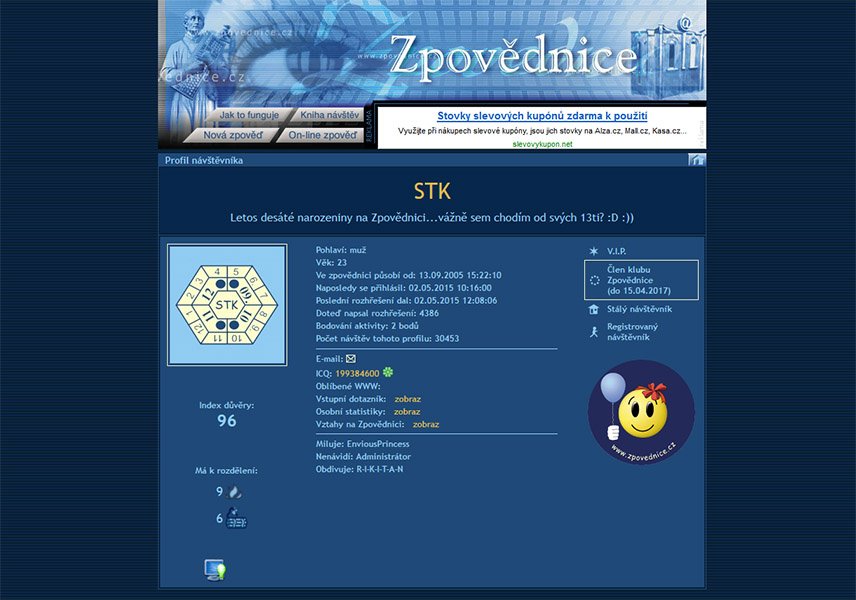 www.zpovednice.cz
Zpovědnice
www.zpov
ednice.cz
@
Jak to funguje
Kniha návštěv
Nová zpověď
On-line zpověď
REKLAMA
Stovky slevových kupónů zdarma k použití
Využijte při nákupech slevové kupóny, jsou jich stovky na Alza.cz, Mall.cz, Kasa.cz...
slevovykupon.net
Profil návštěvníka
STK
Letos desáté narozeniny na Zpovědnici...vážně sem chodím od svých 13ti? :D :))
STK
Index důvěry:
96
Má k rozdělení:
9
6
Pohlaví: muž
Věk: 23
Ve zpovědnici působí od: 13.09.2005 15:22:10
Naposledy se přihlásil: 02.05.2015 10:16:00
Poslední rozhřešení dal: 02.05.2015 12:08:06
Doteď napsal rozhřešení: 4386
Bodování aktivity: 2 bodů
Počet návštěv tohoto profilu: 30453
E-mail:
ICQ: 199384600
Oblíbené WWW:
Vstupní dotazník: zobraz
Osobní statistiky: zobraz
Vztahy na Zpovědnici: zobraz
Miluje: EnviousPrincess
Nenávidí: Administrátor
Obdivuje: R-I-K-I-T-A-N
V.I.P.
Člen klubu
Zpovědnice
(do 15.04.2017)
Stálý návštěvník
Registrovaný
návštěvník
www.zpovednice.cz